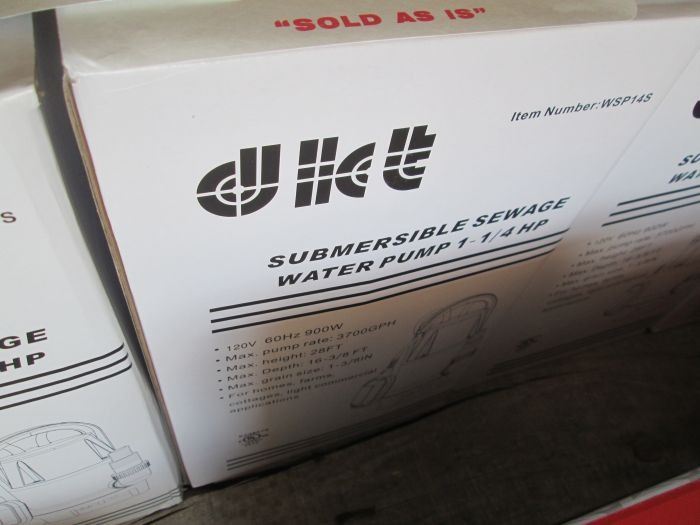 "SOLD AS IS"
Item Number:WSP14S
SUBMERSIBLE SEWAGE
WATER PUMP 1-1/4 HP
• 120V 60Hz 900W
• Max. pump rate: 3700GPH
• Max. height: 28FT
• Max. Depth: 16-3/8 FT
• Max. grain size: 1-3/8IN
• For homes, farms,
cottages, light commercial
applications
S
GE
HP